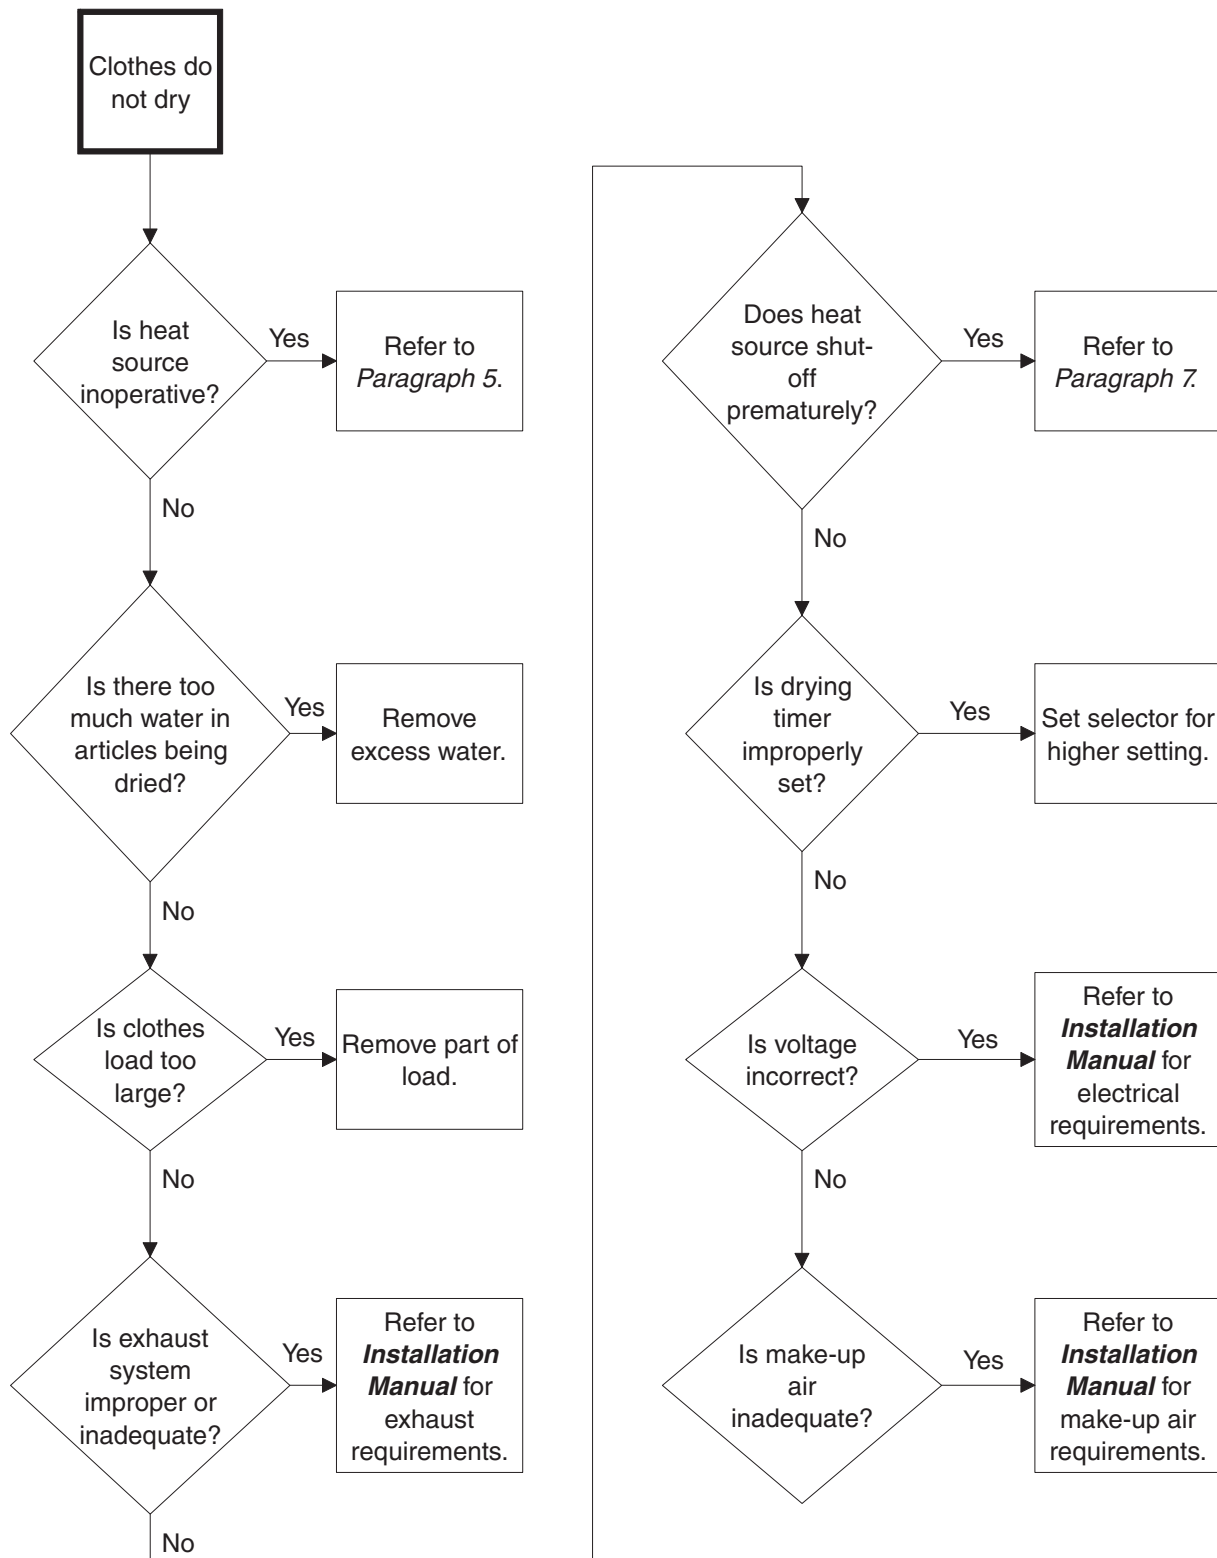 Clothes do
not dry
Is heat
source
inoperative?
Yes
Refer to
Paragraph 5.
No
Is there too
much water in
articles being
dried?
Yes
Remove
excess water.
No
Is clothes
load too
large?
Yes
Remove part of
load.
No
Is exhaust
system
improper or
inadequate?
Yes
Refer to
Installation
Manual for
exhaust
requirements.
No
Does heat
source shut-
off
prematurely?
Yes
Refer to
Paragraph 7.
No
Is drying
timer
improperly
set?
Yes
Set selector for
higher setting.
No
Is voltage
incorrect?
Yes
Refer to
Installation
Manual for
electrical
requirements.
No
Is make-up
air
inadequate?
Yes
Refer to
Installation
Manual for
make-up air
requirements.